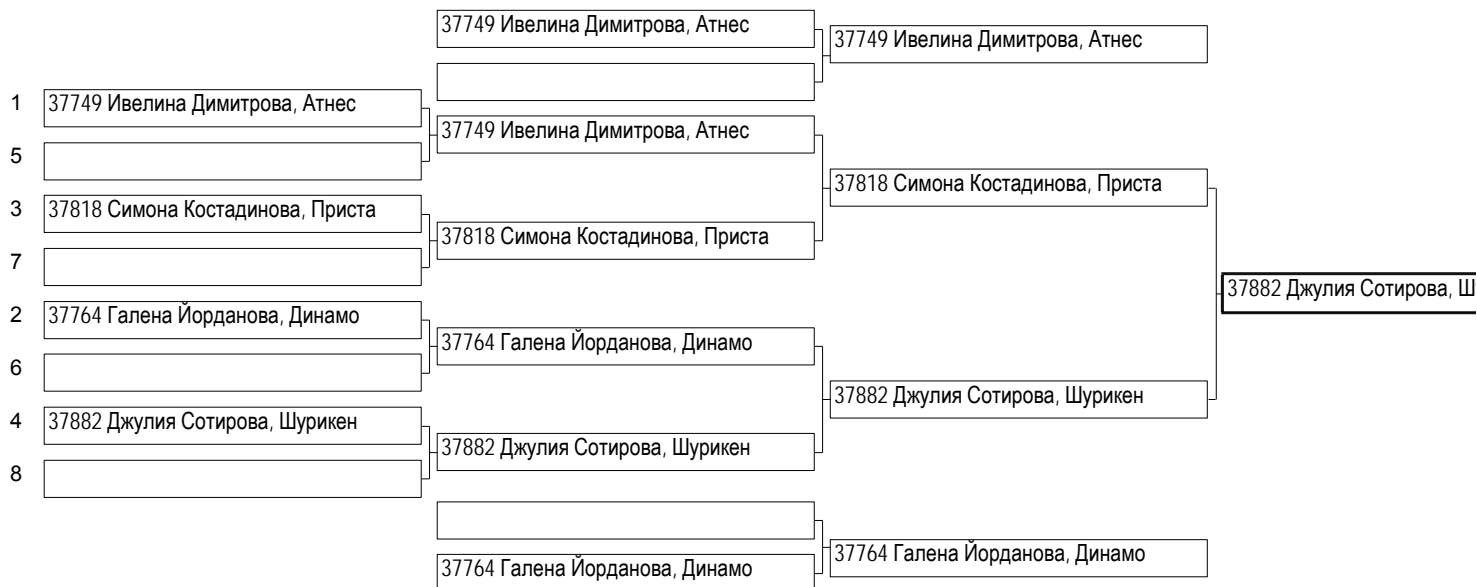 37749 Ивелина Димитрова, Атнес
37749 Ивелина Димитрова, Атнес
1 37749 Ивелина Димитрова, Атнес
37749 Ивелина Димитрова, Атнес
5
37818 Симона Костадинова, Приста
3 37818 Симона Костадинова, Приста
37818 Симона Костадинова, Приста
7
37882 Джулия Сотирова, Ш
2 37764 Галена Йорданова, Динамо
37764 Галена Йорданова, Динамо
6
37882 Джулия Сотирова, Шурикен
4 37882 Джулия Сотирова, Шурикен
37882 Джулия Сотирова, Шурикен
8
37764 Галена Йорданова, Динамо
37764 Галена Йорданова, Динамо